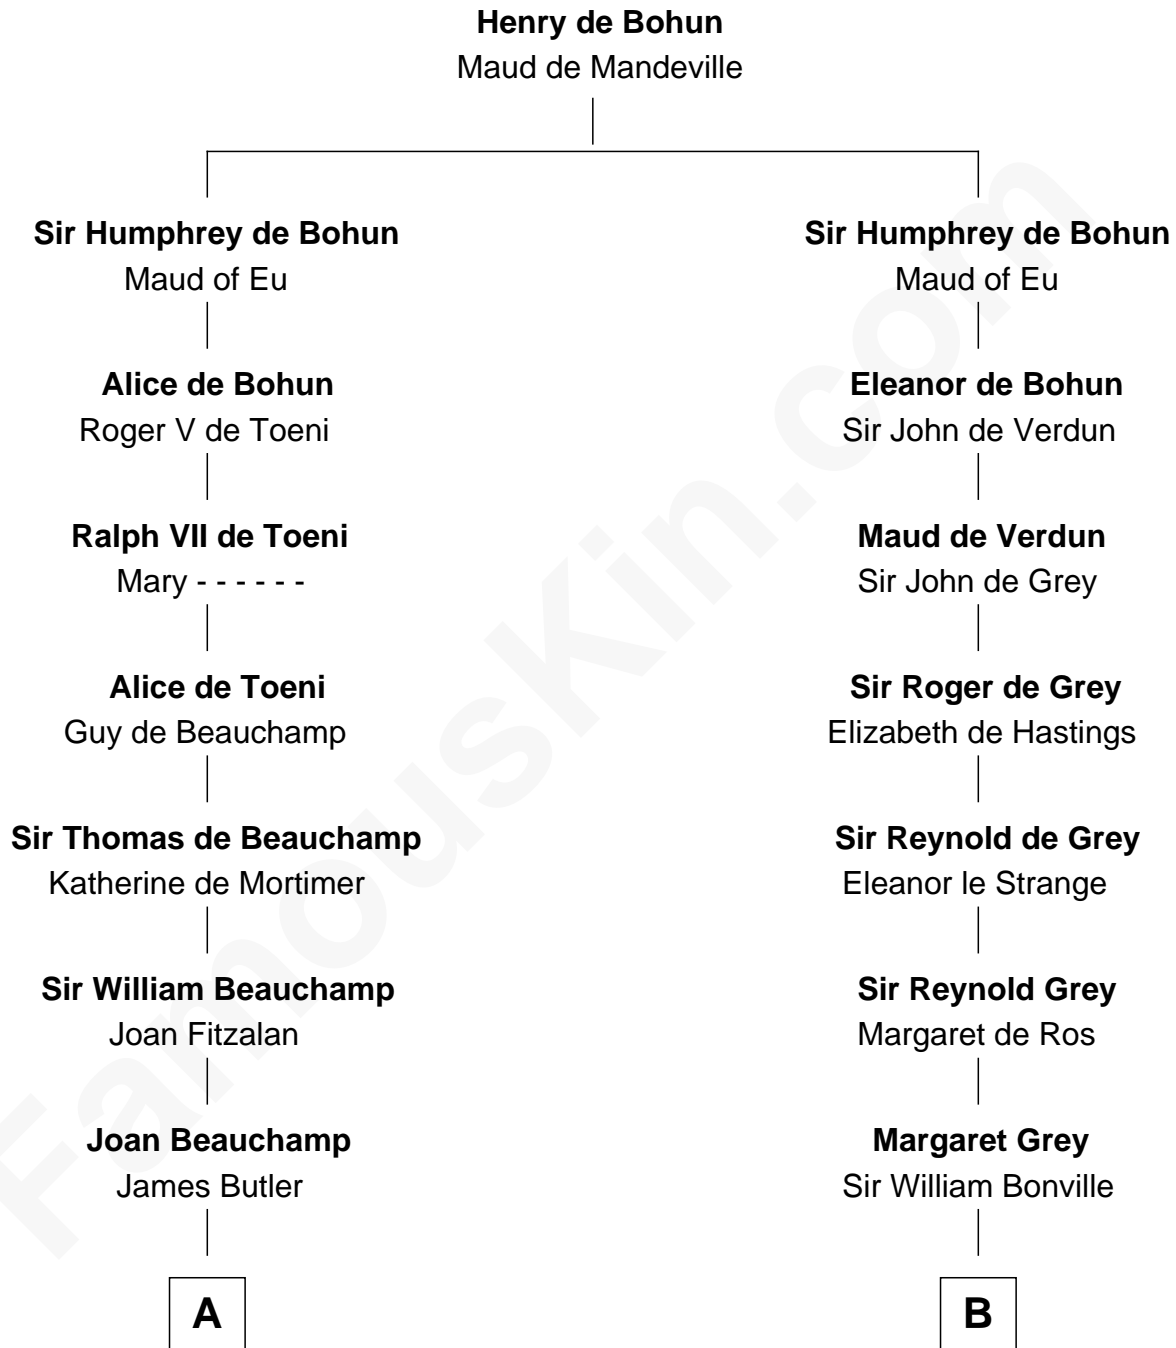 Henry de Bohun
Maud de Mandeville
Sir Humphrey de Bohun
Maud of Eu
Sir Humphrey de Bohun
Maud of Eu
Alice de Bohun
Roger V de Toeni
Eleanor de Bohun
Sir John de Verdun
Ralph VII de Toeni
Mary - - - - - -
Maud de Verdun
Sir John de Grey
Alice de Toeni
Guy de Beauchamp
Sir Roger de Grey
Elizabeth de Hastings
Sir Thomas de Beauchamp
Katherine de Mortimer
Sir Reynold de Grey
Eleanor le Strange
Sir William Beauchamp
Joan Fitzalan
Sir Reynold Grey
Margaret de Ros
Joan Beauchamp
James Butler
Margaret Grey
Sir William Bonville
A
B
FamousKin.com